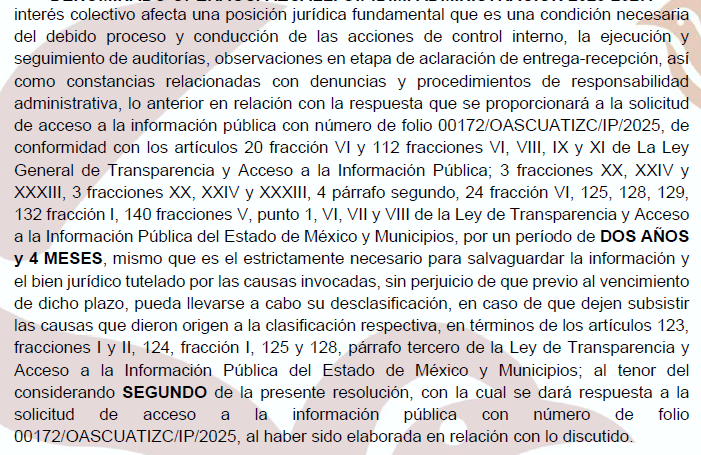 interés colectivo afecta una posición jurídica fundamental que es una condición necesaria
del debido proceso y conducción de las acciones de control interno, la ejecución y
seguimiento de auditorías, observaciones en etapa de aclaración de entrega-recepción, así
como constancias relacionadas con denuncias y procedimientos de responsabilidad
administrativa, lo anterior en relación con la respuesta que se proporcionará a la solicitud
de acceso a la información pública con número de folio 00172/OASCUATIZC/IP/2025, de
conformidad con los artículos 20 fracción VI y 112 fracciones VI, VIII, IX y XI de La Ley
General de Transparencia y Acceso a la Información Pública; 3 fracciones XX, XXIV y
XXXIII, 3 fracciones XX, XXIV y XXXIII, 4 párrafo segundo, 24 fracción VI, 125, 128, 129,
132 fracción I, 140 fracciones V, punto 1, VI, VII y VIII de la Ley de Transparencia y Acceso
a la Información Pública del Estado de México y Municipios, por un período de DOS AÑOS
y 4 MESES, mismo que es el estrictamente necesario para salvaguardar la información y
el bien jurídico tutelado por las causas invocadas, sin perjuicio de que previo al vencimiento
de dicho plazo, pueda llevarse a cabo su desclasificación, en caso de que dejen subsistir
las causas que dieron origen a la clasificación respectiva, en términos de los artículos 123,
fracciones I y II, 124, fracción I, 125 y 128, párrafo tercero de la Ley de Transparencia y
Acceso a la Información Pública del Estado de México y Municipios; al tenor del
considerando SEGUNDO de la presente resolución, con la cual se dará respuesta a la
solicitud de acceso a la información pública con número de folio
00172/OASCUATIZC/IP/2025, al haber sido elaborada en relación con lo discutido.